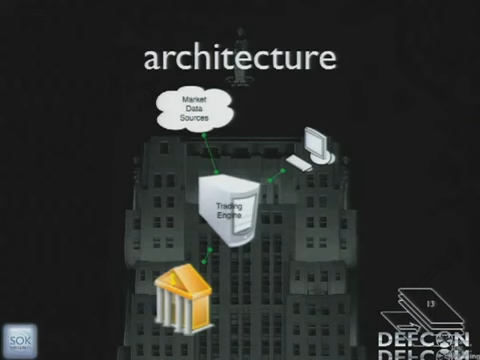 architecture
Market
Data
Sources
Trading
Engine
13
SOK
DEFCON